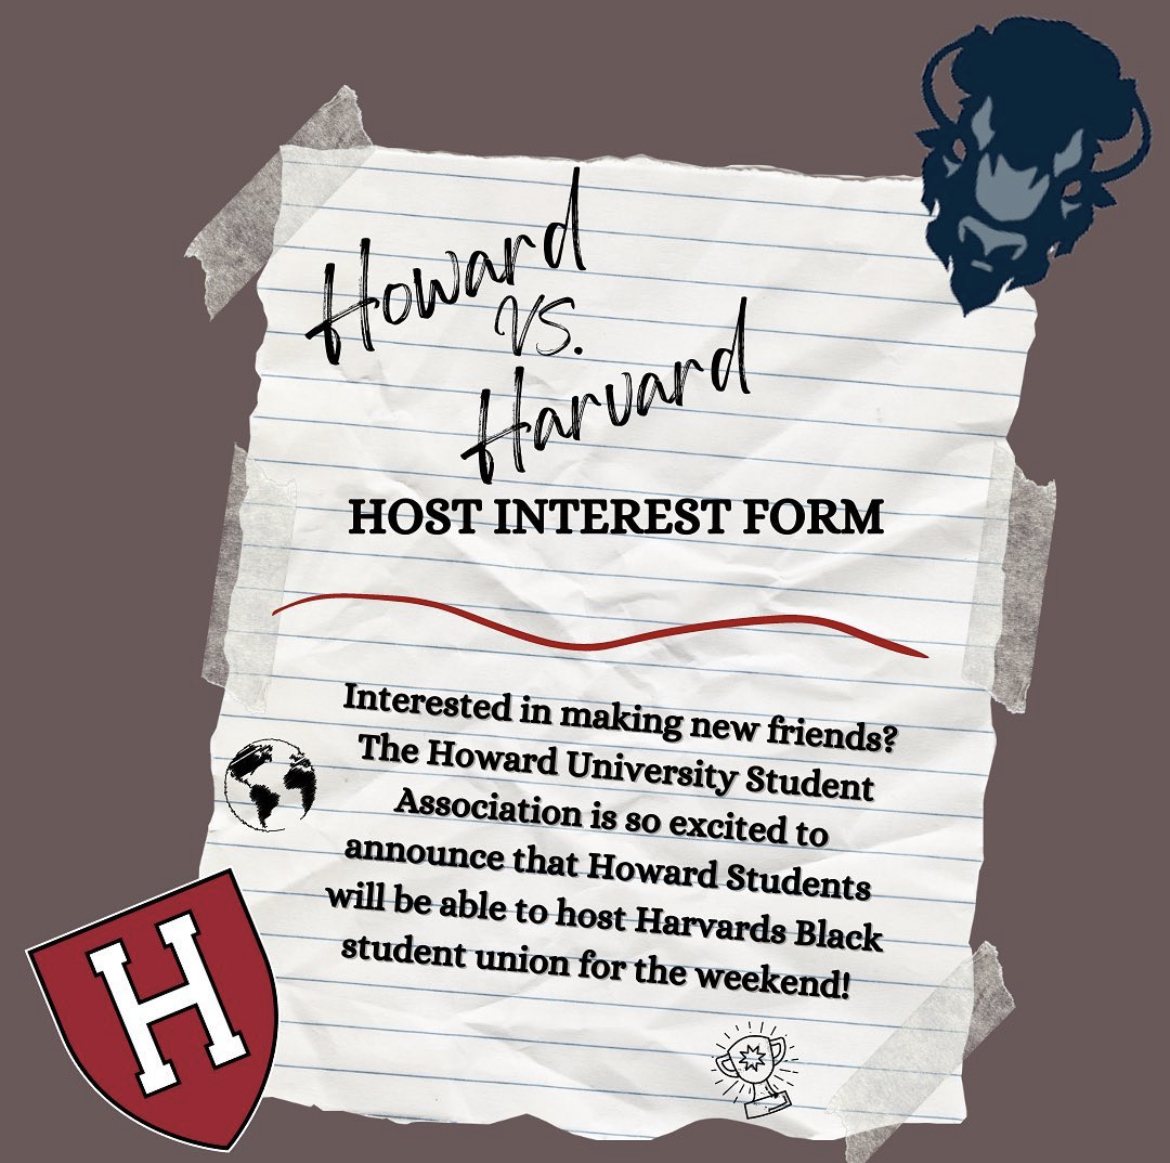 Howard
VS.
Harvard
HOST INTEREST FORM
Interested in making new friends?
The Howard University Student
Association is so excited to
announce that Howard Students
will be able to host Harvards Black
student union for the weekend!
H